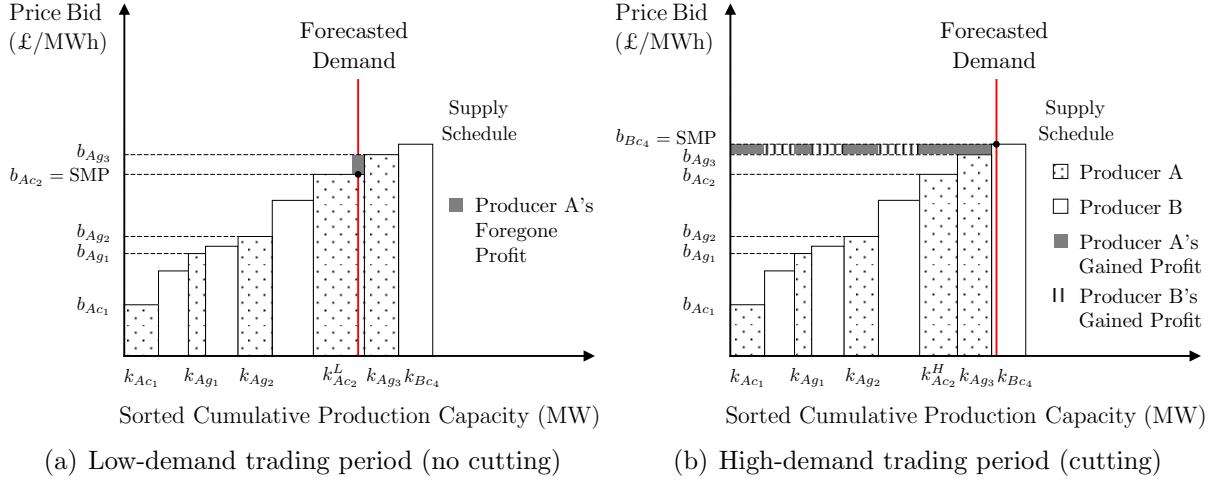 Price Bid
(£/MWh)
Forecasted
Demand
Supply
Schedule
b_{Ag_3}
b_{Ac_2} = SMP
b_{Ag_2}
b_{Ag_1}
b_{Ac_1}
Producer A's
Foregone
Profit
k_{Ac_1}
k_{Ag_1}
k_{Ag_2}
k^L_{Ac_2}
k_{Ag_3}
k_{Bc_4}
Sorted Cumulative Production Capacity (MW)
(a) Low-demand trading period (no cutting)
Price Bid
(£/MWh)
Forecasted
Demand
Supply
Schedule
b_{Bc_4} = SMP
b_{Ag_3}
b_{Ac_2}
b_{Ag_2}
b_{Ag_1}
b_{Ac_1}
Producer A
Producer B
Producer A's
Gained Profit
Producer B's
Gained Profit
k_{Ac_1}
k_{Ag_1}
k_{Ag_2}
k^H_{Ac_2}
k_{Ag_3}
k_{Bc_4}
Sorted Cumulative Production Capacity (MW)
(b) High-demand trading period (cutting)